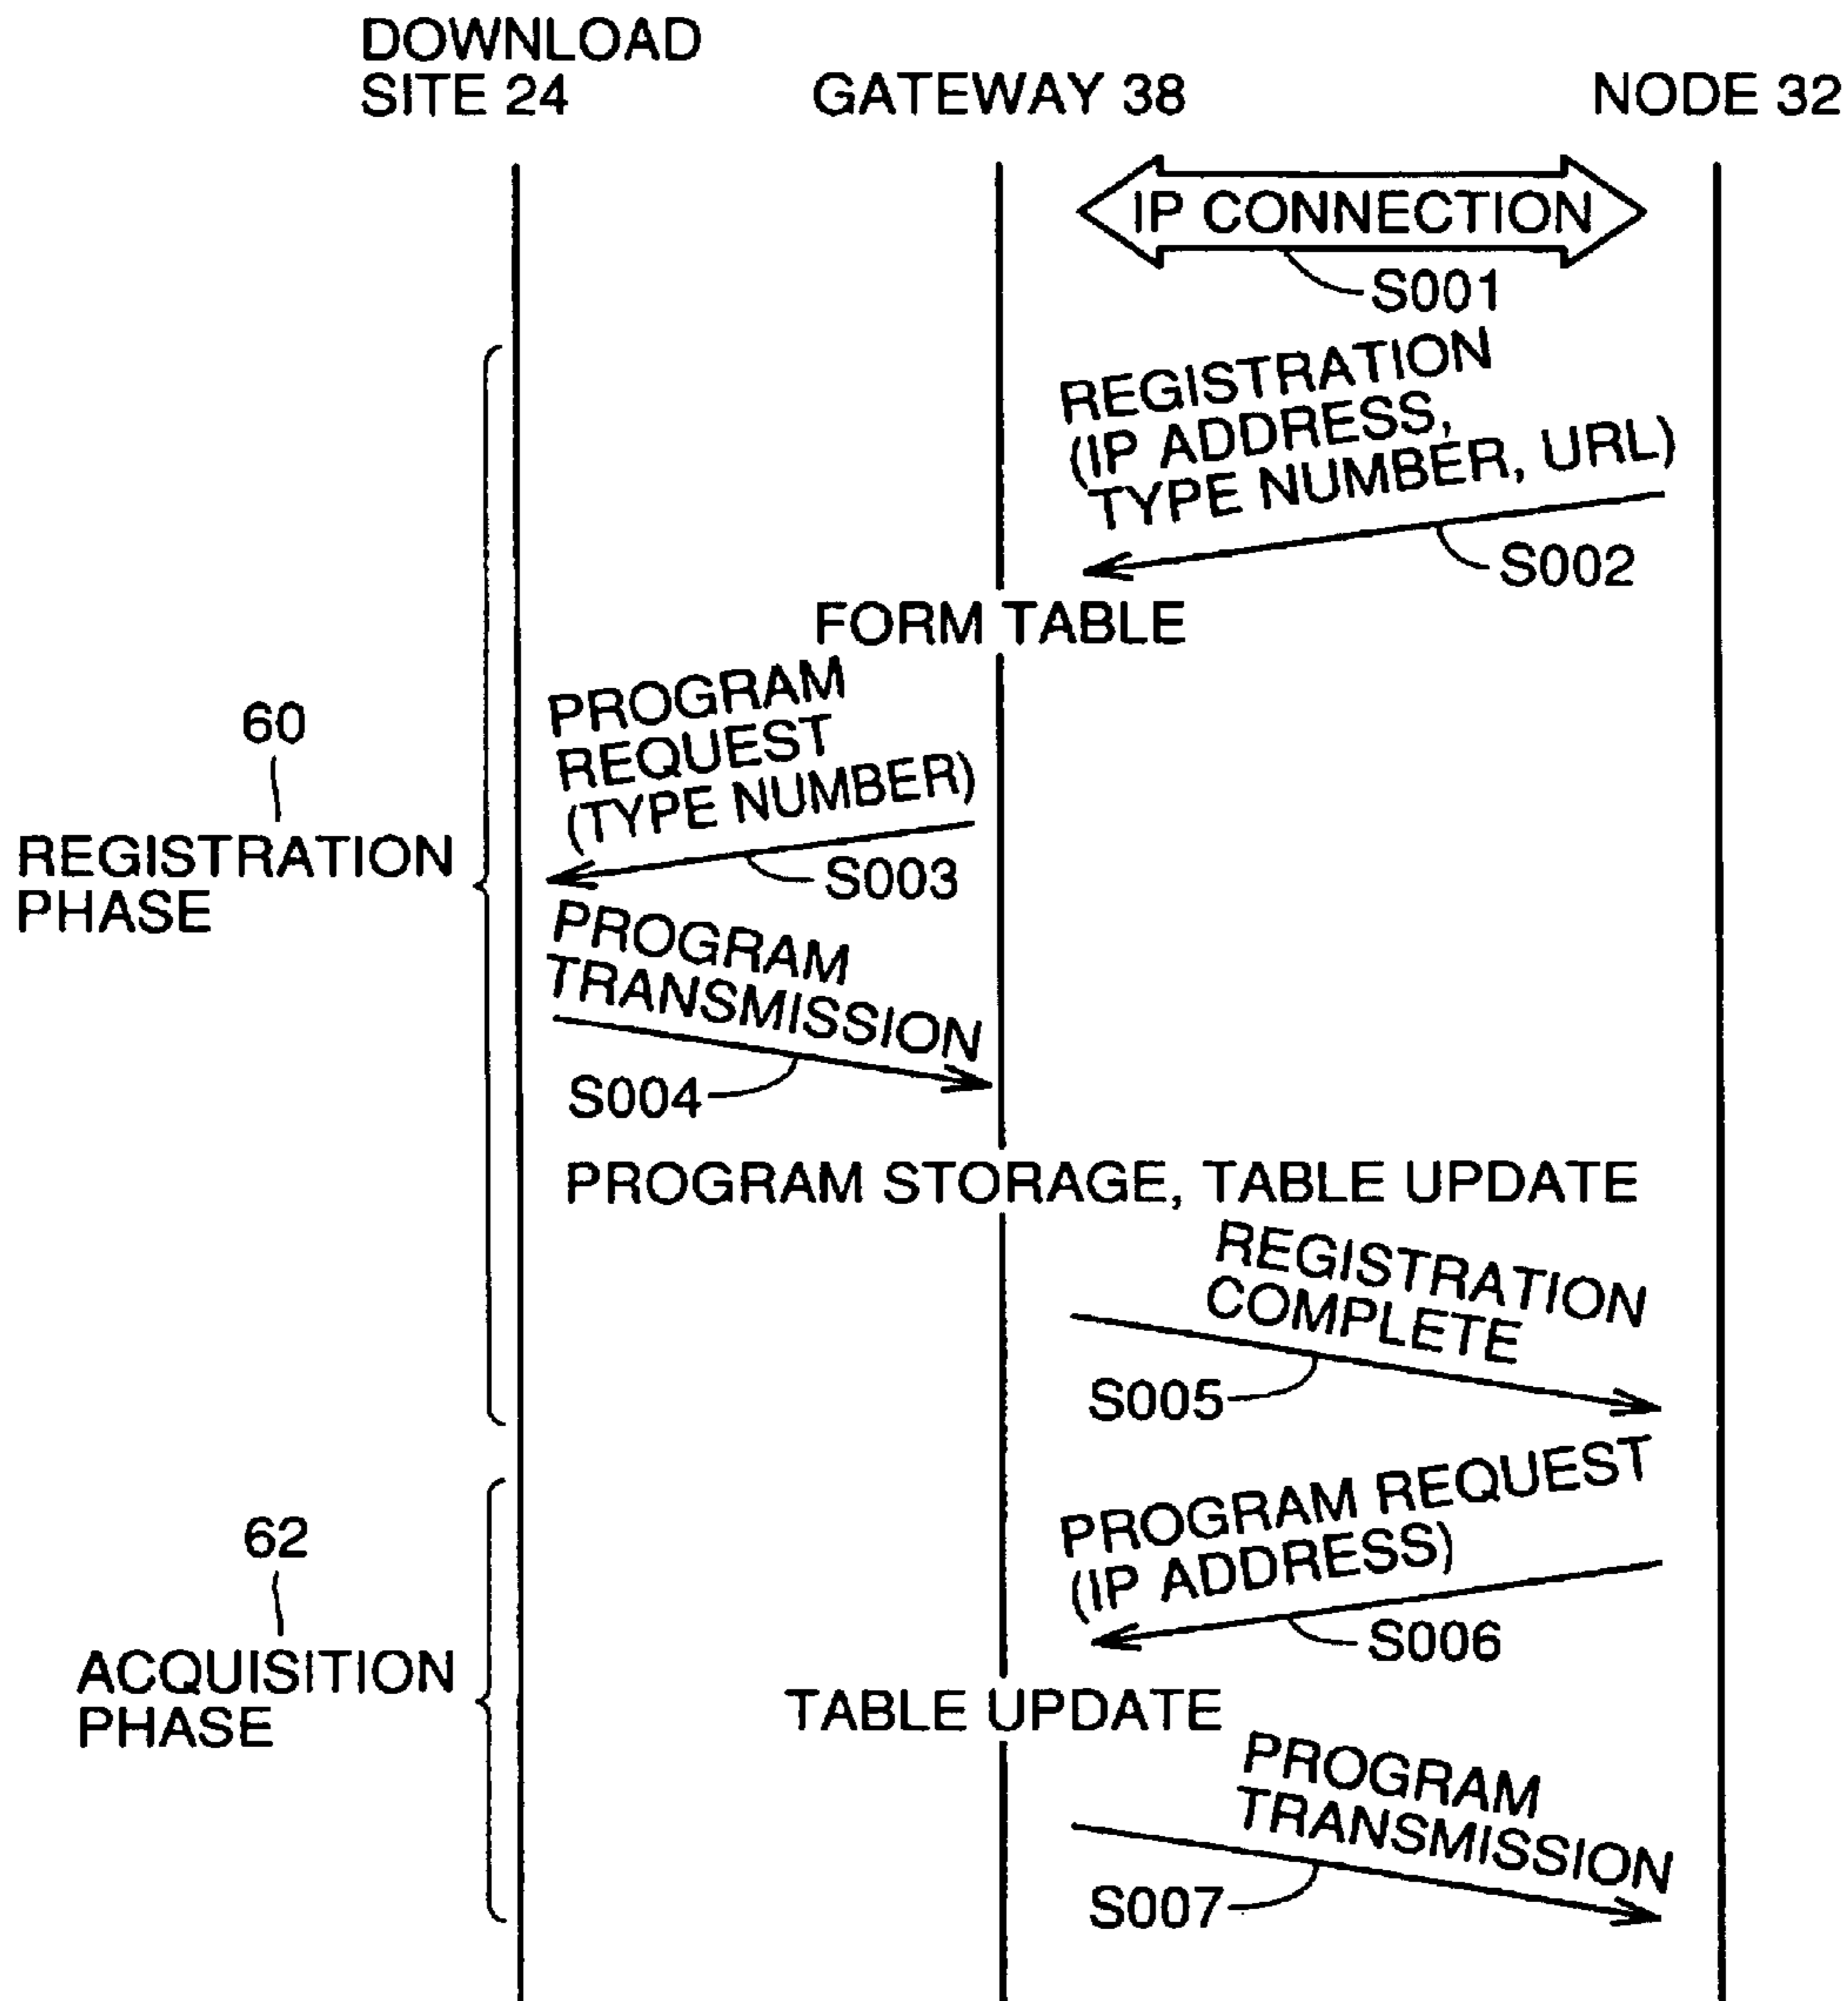 DOWNLOAD
SITE 24
GATEWAY 38
NODE 32
IP CONNECTION
S001
REGISTRATION
(IP ADDRESS,
TYPE NUMBER, URL)
S002
FORM TABLE
PROGRAM
REQUEST
(TYPE NUMBER)
S003
60
REGISTRATION
PHASE
PROGRAM
TRANSMISSION
S004
PROGRAM STORAGE, TABLE UPDATE
REGISTRATION
COMPLETE
S005
PROGRAM REQUEST
(IP ADDRESS)
S006
62
ACQUISITION
PHASE
TABLE UPDATE
PROGRAM
TRANSMISSION
S007